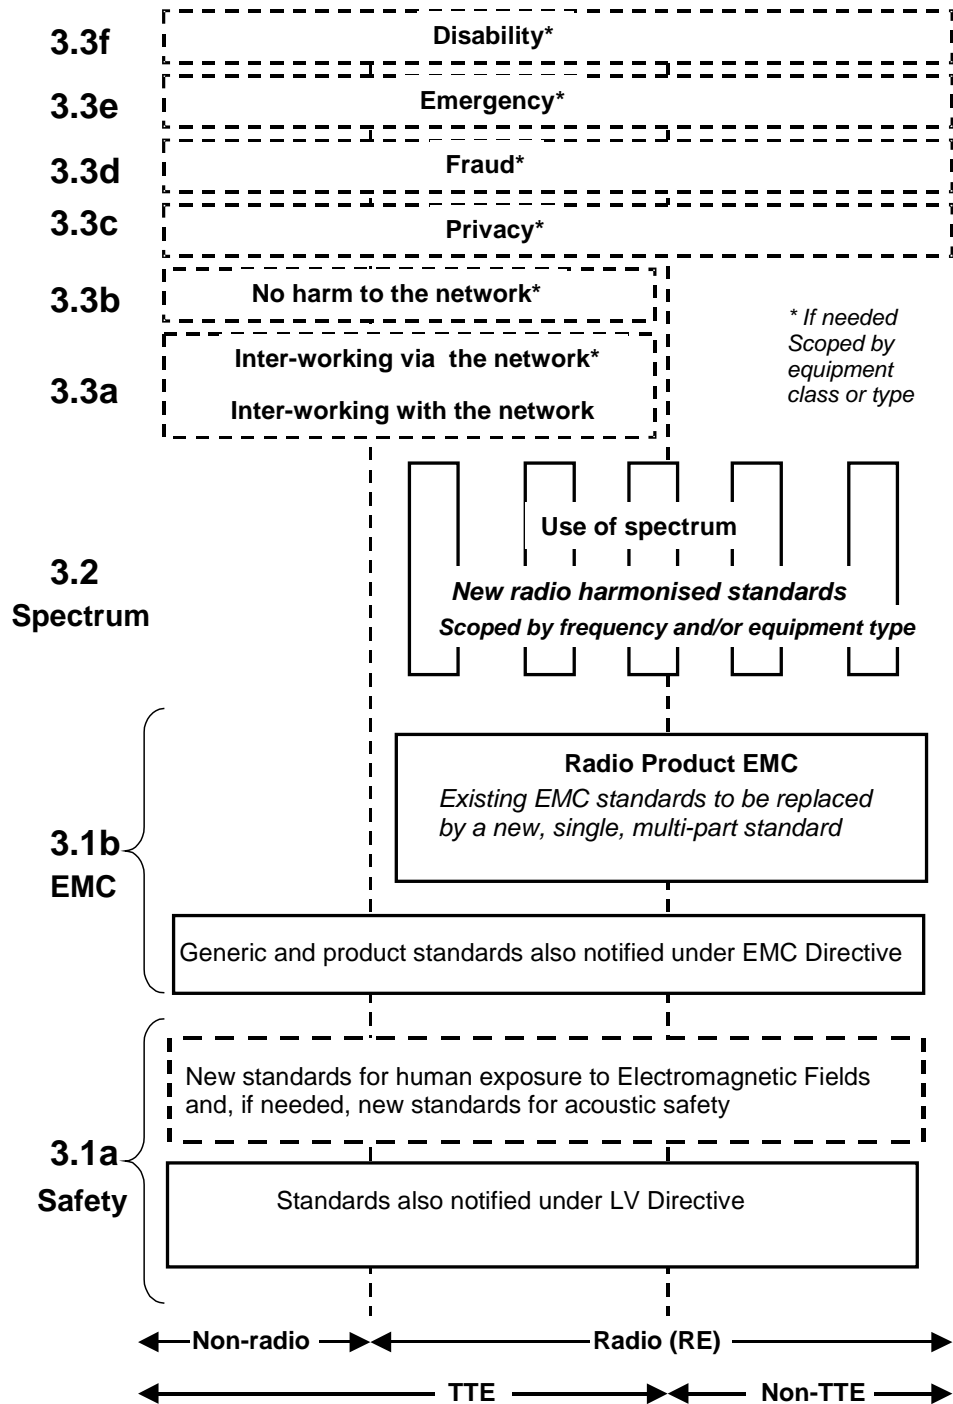 3.3f
Disability*
3.3e
Emergency*
3.3d
Fraud*
3.3c
Privacy*
3.3b
No harm to the network*
3.3a
Inter-working via the network*
Inter-working with the network
* If needed
Scoped by
equipment
class or type
3.2
Spectrum
Use of spectrum
New radio harmonised standards
Scoped by frequency and/or equipment type
3.1b
EMC
Radio Product EMC
Existing EMC standards to be replaced
by a new, single, multi-part standard
Generic and product standards also notified under EMC Directive
3.1a
Safety
New standards for human exposure to Electromagnetic Fields
and, if needed, new standards for acoustic safety
Standards also notified under LV Directive
Non-radio
Radio (RE)
TTE
Non-TTE